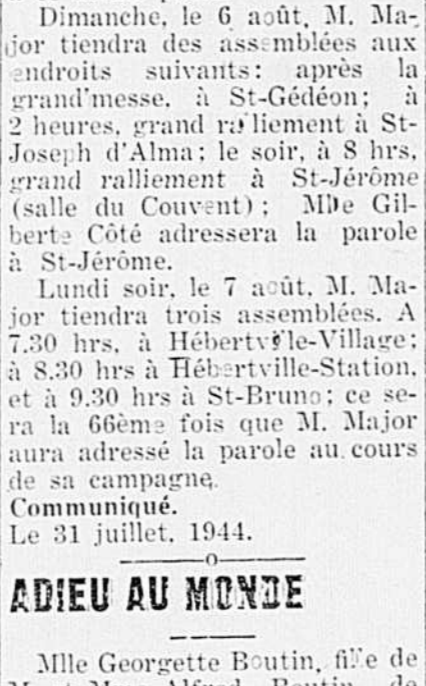 Dimanche, le 6 août, M. Ma-
jor tiendra des assemblées aux
endroits suivants: après la
grand'messe, à St-Gédéon; à
2 heures, grand ralliement à St-
Joseph d'Alma; le soir, à 8 hrs,
grand ralliement à St-Jérôme
(salle du Couvent); Mlle Gil-
berte Côté adressera la parole
à St-Jérôme.
Lundi soir, le 7 août, M. Ma-
jor tiendra trois assemblées. A
7.30 hrs, à Hébertville-Village;
à 8.30 hrs à Hébertville-Station,
et à 9.30 hrs à St-Bruno; ce se-
ra la 66ème fois que M. Major
aura adressé la parole au cours
de sa campagne.
Communiqué.
Le 31 juillet, 1944.
ADIEU AU MONDE
Mlle Georgette Boutin, fille de
Alfred Boutin, de